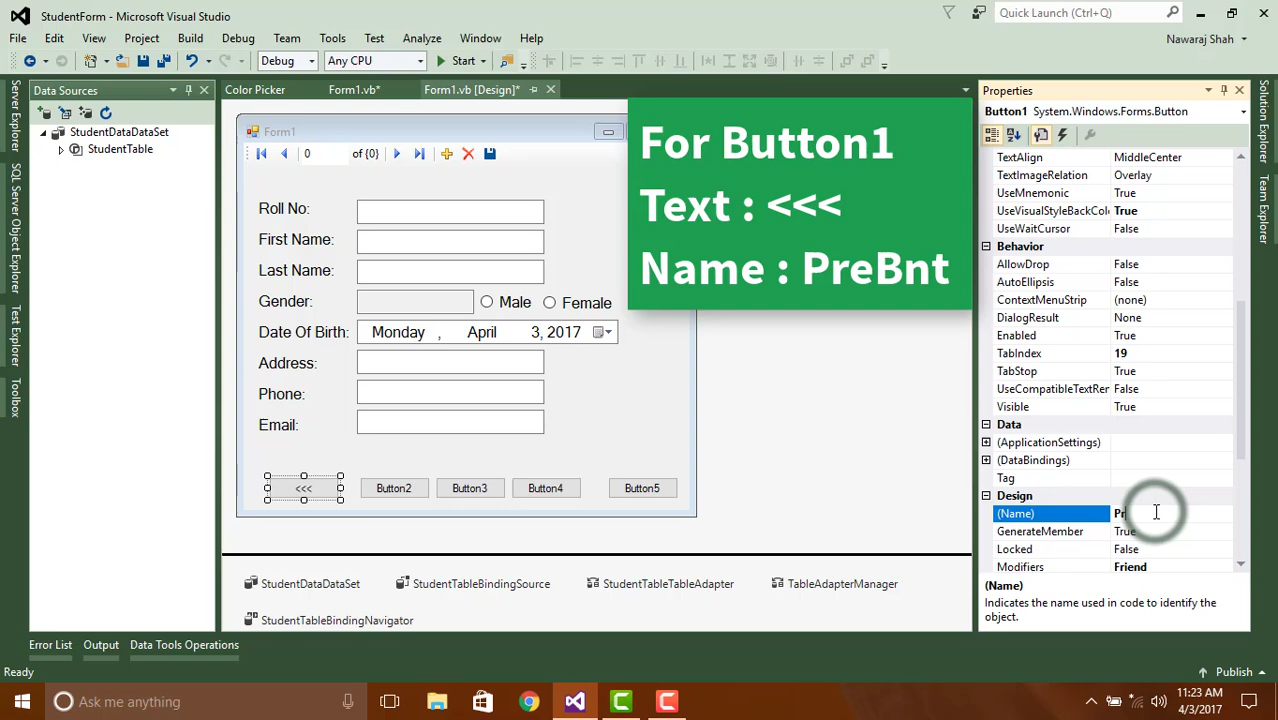 StudentForm - Microsoft Visual Studio
Quick Launch (Ctrl+Q)
File Edit View Project Build Debug Team Tools Test Analyze Window Help
Nawaraj Shah
Debug Any CPU Start
Data Sources
Color Picker Form1.vb* Form1.vb [Design]*
Properties
Server Explorer
SQL Server Object Explorer
Test Explorer
Toolbox
StudentDataDataSet
StudentTable
Form1
0 of {0}
Roll No:
First Name:
Last Name:
Gender: Male Female
Date Of Birth: Monday , April 3, 2017
Address:
Phone:
Email:
<<< Button2 Button3 Button4 Button5
For Button1
Text : <<<
Name : PreBnt
StudentDataDataSet StudentTableBindingSource StudentTableTableAdapter TableAdapterManager
StudentTableBindingNavigator
Button1 System.Windows.Forms.Button
TextAlign MiddleCenter
TextImageRelation Overlay
UseMnemonic True
UseVisualStyleBackColo True
UseWaitCursor False
Behavior
AllowDrop False
AutoEllipsis False
ContextMenuStrip (none)
DialogResult None
Enabled True
TabIndex 19
TabStop True
UseCompatibleTextRen False
Visible True
Data
(ApplicationSettings)
(DataBindings)
Tag
Design
(Name) Pr
GenerateMember True
Locked False
Modifiers Friend
(Name)
Indicates the name used in code to identify the
object.
Solution Explorer
Team Explorer
Error List Output Data Tools Operations
Ready
Publish
Ask me anything
11:23 AM
4/3/2017